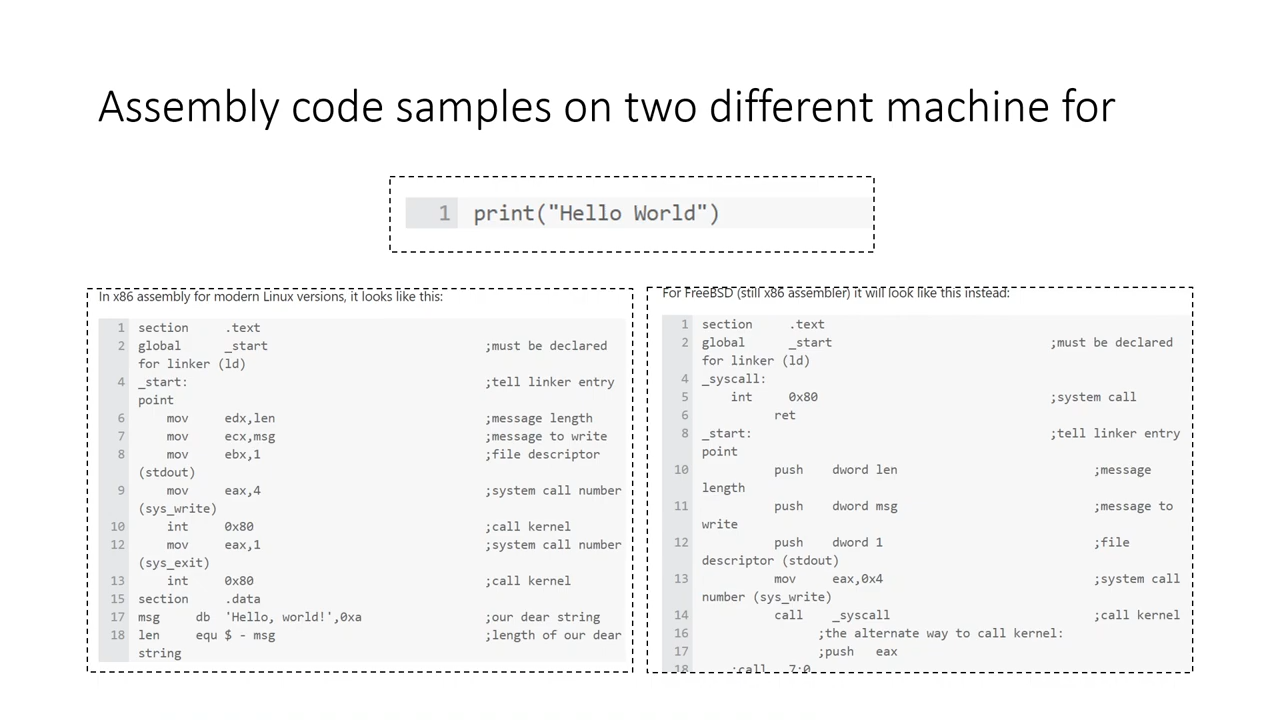 Assembly code samples on two different machine for
1 print("Hello World")
In x86 assembly for modern Linux versions, it looks like this:
1 section .text
2 global _start ;must be declared
for linker (ld)
4 _start: ;tell linker entry
point
6 mov edx,len ;message length
7 mov ecx,msg ;message to write
8 mov ebx,1 ;file descriptor
(stdout)
9 mov eax,4 ;system call number
(sys_write)
10 int 0x80 ;call kernel
12 mov eax,1 ;system call number
(sys_exit)
13 int 0x80 ;call kernel
15 section .data
17 msg db 'Hello, world!',0xa ;our dear string
18 len equ $ - msg ;length of our dear
string
For FreeBSD (still x86 assembler) it will look like this instead:
1 section .text
2 global _start ;must be declared
for linker (ld)
4 _syscall:
5 int 0x80 ;system call
6 ret
8 _start: ;tell linker entry
point
10 push dword len ;message
length
11 push dword msg ;message to
write
12 push dword 1 ;file
descriptor (stdout)
13 mov eax,0x4 ;system call
number (sys_write)
14 call _syscall ;call kernel
16 ;the alternate way to call kernel:
17 ;push eax
18 ;call 7:0